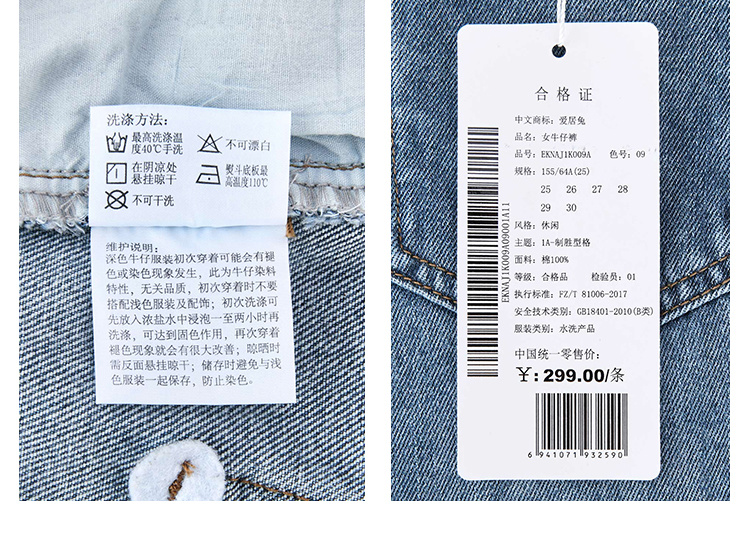 洗涤方法：
最高洗涤温
度40℃手洗
不可漂白
在阴凉处
悬挂晾干
熨斗底板最
高温度110℃
不可干洗
维护说明：
深色牛仔服装初次穿着可能会有褪
色或染色现象发生，此为牛仔染料
特性，无关品质，初次穿着时不要
搭配浅色服装及配饰；初次洗涤可
先放入浓盐水中浸泡一至两小时再
洗涤，可达到固色作用，再次穿着
褪色现象就会有很大改善；晾晒时
需反面悬挂晾干；储存时避免与浅
色服装一起保存，防止染色。
合格证
中文商标：爱居兔
品名：女牛仔裤
品号：EKNAJ1K009A 色号：09
规格：155/64A(25)
25 26 27 28
29 30
风格：休闲
主题：1A-制胜型格
面料：棉100%
等级：合格品 检验员：01
执行标准：FZ/T 81006-2017
安全技术类别：GB18401-2010(B类)
服装类别：水洗产品
中国统一零售价：
¥：299.00/条
EKNAJ1K009A09001A11
6 941071 932590